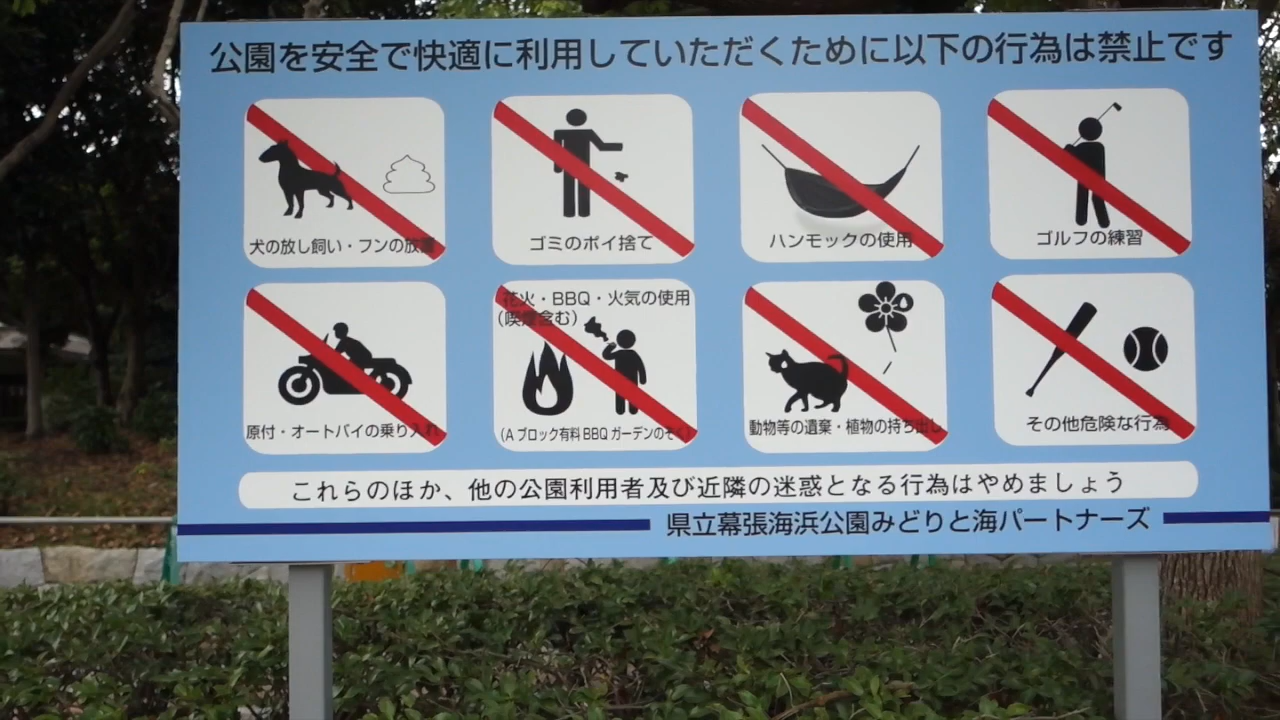 公園を安全で快適に利用していただくために以下の行為は禁止です
犬の放し飼い・フンの放置
ゴミのポイ捨て
ハンモックの使用
ゴルフの練習
原付・オートバイの乗り入れ
花火・BBQ・火気の使用
（喫煙含む）
（A ブロック有料 BBQ ガーデンのぞく）
動物等の遺棄・植物の持ち出し
その他危険な行為
これらのほか、他の公園利用者及び近隣の迷惑となる行為はやめましょう
県立幕張海浜公園みどりと海パートナーズ